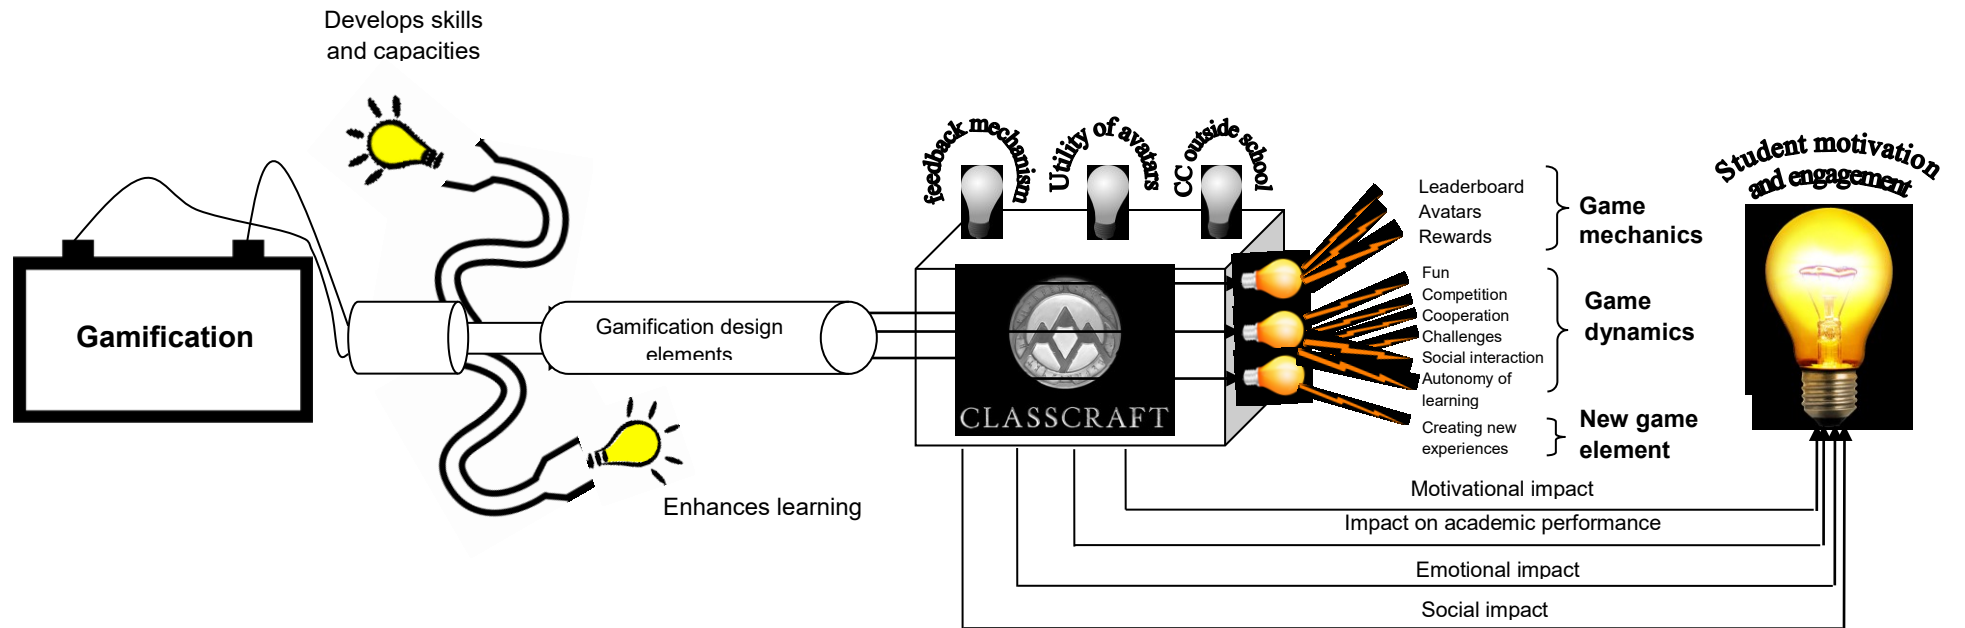 Develops skills
and capacities
Gamification
Gamification design
elements
Enhances learning
feedback mechanism
Utility of avatars
CC outside school
CLASSCRAFT
Leaderboard
Avatars
Rewards
Game
mechanics
Fun
Competition
Cooperation
Challenges
Social interaction
Autonomy of
learning
Game
dynamics
Creating new
experiences
New game
element
Student motivation
and engagement
Motivational impact
Impact on academic performance
Emotional impact
Social impact